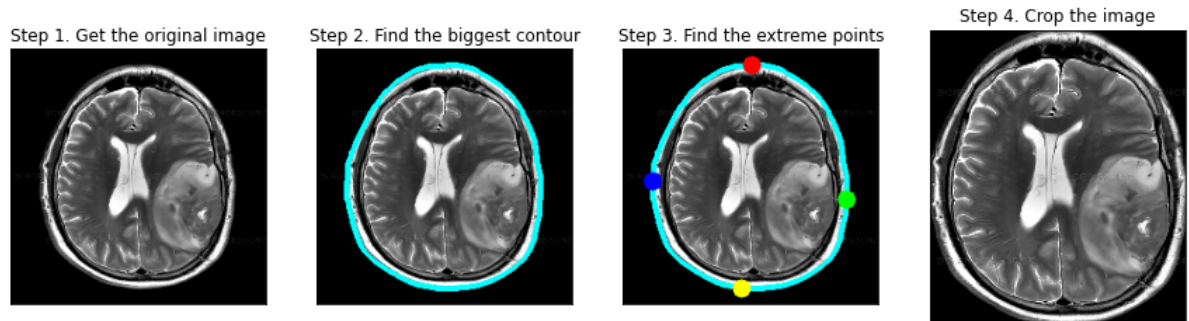 Step 1. Get the original image
Step 2. Find the biggest contour
Step 3. Find the extreme points
Step 4. Crop the image